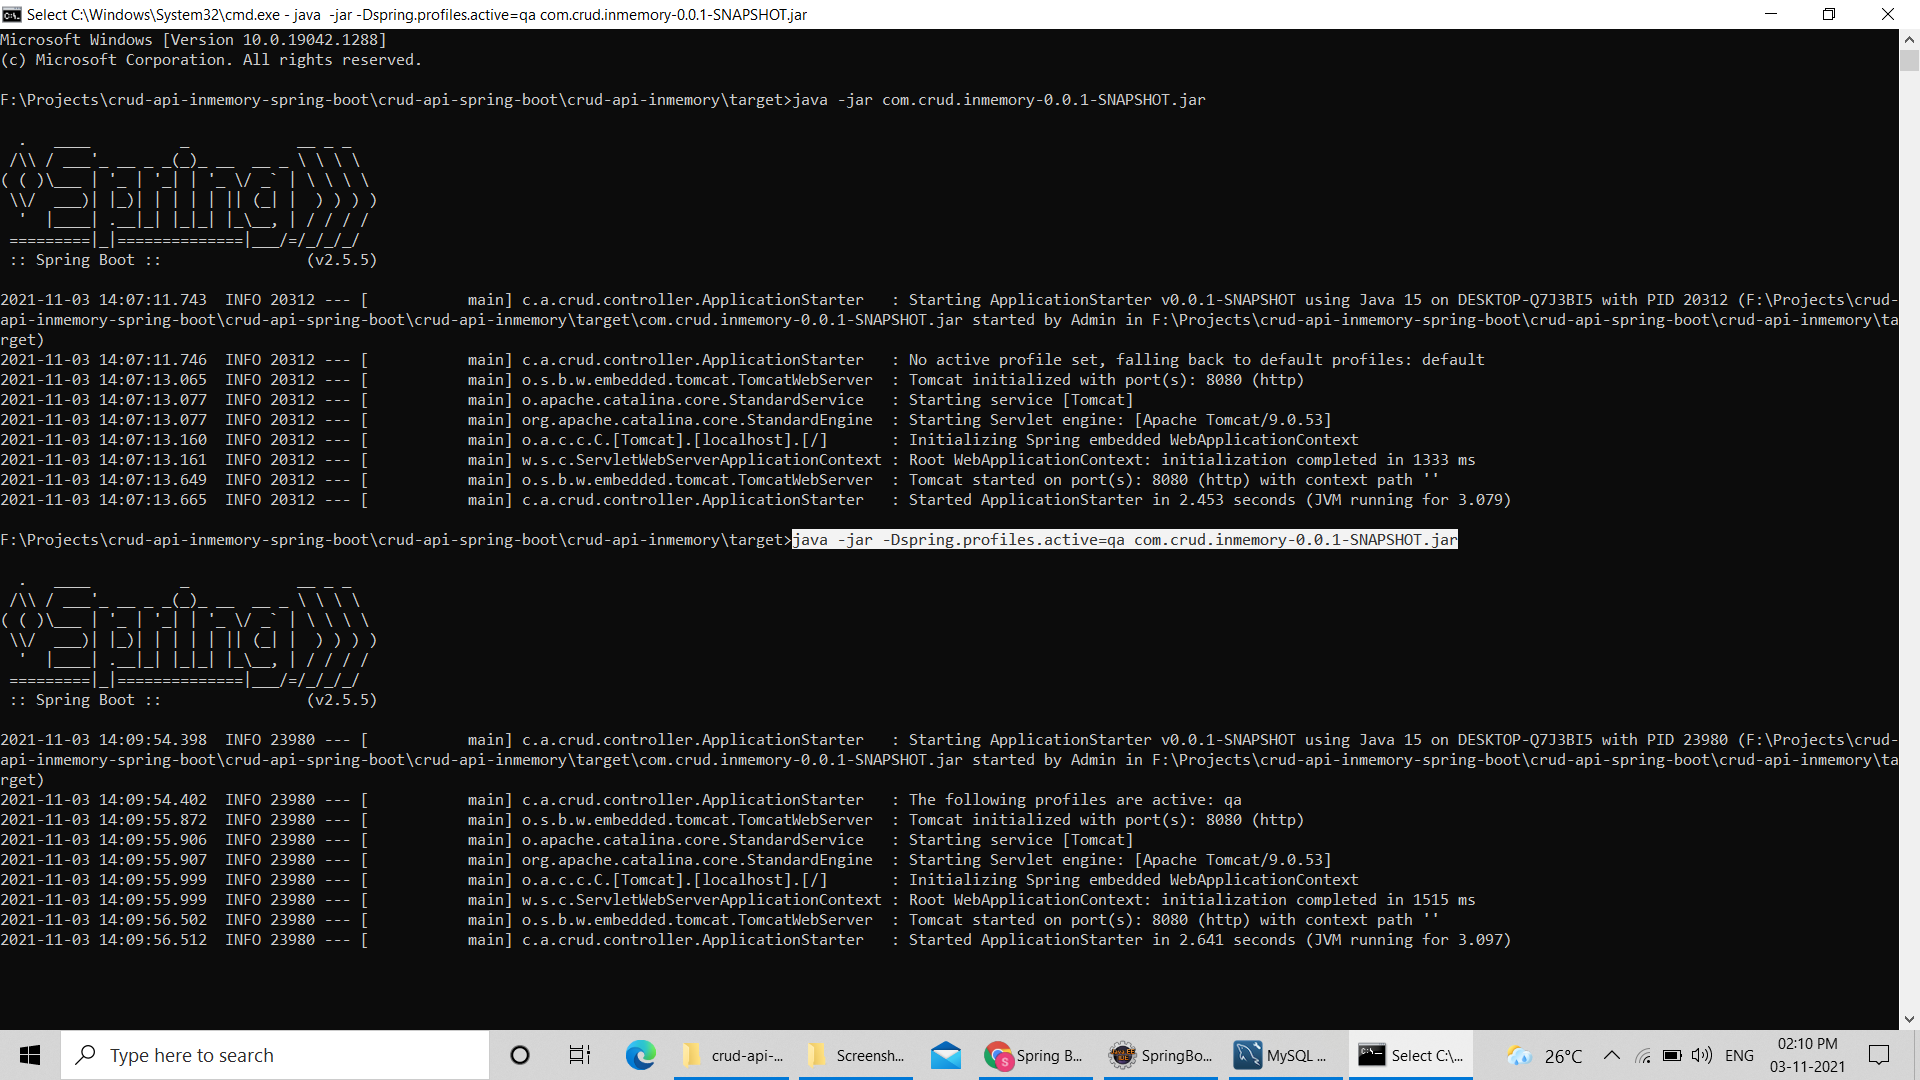 Select C:\Windows\System32\cmd.exe - java  -jar -Dspring.profiles.active=qa com.crud.inmemory-0.0.1-SNAPSHOT.jar
Microsoft Windows [Version 10.0.19042.1288]
(c) Microsoft Corporation. All rights reserved.
F:\Projects\crud-api-inmemory-spring-boot\crud-api-spring-boot\crud-api-inmemory\target>java -jar com.crud.inmemory-0.0.1-SNAPSHOT.jar
  .   ____          _            __ _ _
 /\\ / ___'_ __ _ _(_)_ __  __ _ \ \ \ \
( ( )\___ | '_ | '_| | '_ \/ _` | \ \ \ \
 \\/  ___)| |_)| | | | | || (_| |  ) ) ) )
  '  |____| .__|_| |_|_| |_\__, | / / / /
 =========|_|==============|___/=/_/_/_/
 :: Spring Boot ::                (v2.5.5)
2021-11-03 14:07:11.743  INFO 20312 --- [           main] c.a.crud.controller.ApplicationStarter   : Starting ApplicationStarter v0.0.1-SNAPSHOT using Java 15 on DESKTOP-Q7J3BI5 with PID 20312 (F:\Projects\crud-
api-inmemory-spring-boot\crud-api-spring-boot\crud-api-inmemory\target\com.crud.inmemory-0.0.1-SNAPSHOT.jar started by Admin in F:\Projects\crud-api-inmemory-spring-boot\crud-api-spring-boot\crud-api-inmemory\ta
rget)
2021-11-03 14:07:11.746  INFO 20312 --- [           main] c.a.crud.controller.ApplicationStarter   : No active profile set, falling back to default profiles: default
2021-11-03 14:07:13.065  INFO 20312 --- [           main] o.s.b.w.embedded.tomcat.TomcatWebServer  : Tomcat initialized with port(s): 8080 (http)
2021-11-03 14:07:13.077  INFO 20312 --- [           main] o.apache.catalina.core.StandardService   : Starting service [Tomcat]
2021-11-03 14:07:13.077  INFO 20312 --- [           main] org.apache.catalina.core.StandardEngine  : Starting Servlet engine: [Apache Tomcat/9.0.53]
2021-11-03 14:07:13.160  INFO 20312 --- [           main] o.a.c.c.C.[Tomcat].[localhost].[/]       : Initializing Spring embedded WebApplicationContext
2021-11-03 14:07:13.161  INFO 20312 --- [           main] w.s.c.ServletWebServerApplicationContext : Root WebApplicationContext: initialization completed in 1333 ms
2021-11-03 14:07:13.649  INFO 20312 --- [           main] o.s.b.w.embedded.tomcat.TomcatWebServer  : Tomcat started on port(s): 8080 (http) with context path ''
2021-11-03 14:07:13.665  INFO 20312 --- [           main] c.a.crud.controller.ApplicationStarter   : Started ApplicationStarter in 2.453 seconds (JVM running for 3.079)
F:\Projects\crud-api-inmemory-spring-boot\crud-api-spring-boot\crud-api-inmemory\target>java -jar -Dspring.profiles.active=qa com.crud.inmemory-0.0.1-SNAPSHOT.jar
  .   ____          _            __ _ _
 /\\ / ___'_ __ _ _(_)_ __  __ _ \ \ \ \
( ( )\___ | '_ | '_| | '_ \/ _` | \ \ \ \
 \\/  ___)| |_)| | | | | || (_| |  ) ) ) )
  '  |____| .__|_| |_|_| |_\__, | / / / /
 =========|_|==============|___/=/_/_/_/
 :: Spring Boot ::                (v2.5.5)
2021-11-03 14:09:54.398  INFO 23980 --- [           main] c.a.crud.controller.ApplicationStarter   : Starting ApplicationStarter v0.0.1-SNAPSHOT using Java 15 on DESKTOP-Q7J3BI5 with PID 23980 (F:\Projects\crud-
api-inmemory-spring-boot\crud-api-spring-boot\crud-api-inmemory\target\com.crud.inmemory-0.0.1-SNAPSHOT.jar started by Admin in F:\Projects\crud-api-inmemory-spring-boot\crud-api-spring-boot\crud-api-inmemory\ta
rget)
2021-11-03 14:09:54.402  INFO 23980 --- [           main] c.a.crud.controller.ApplicationStarter   : The following profiles are active: qa
2021-11-03 14:09:55.872  INFO 23980 --- [           main] o.s.b.w.embedded.tomcat.TomcatWebServer  : Tomcat initialized with port(s): 8080 (http)
2021-11-03 14:09:55.906  INFO 23980 --- [           main] o.apache.catalina.core.StandardService   : Starting service [Tomcat]
2021-11-03 14:09:55.907  INFO 23980 --- [           main] org.apache.catalina.core.StandardEngine  : Starting Servlet engine: [Apache Tomcat/9.0.53]
2021-11-03 14:09:55.999  INFO 23980 --- [           main] o.a.c.c.C.[Tomcat].[localhost].[/]       : Initializing Spring embedded WebApplicationContext
2021-11-03 14:09:55.999  INFO 23980 --- [           main] w.s.c.ServletWebServerApplicationContext : Root WebApplicationContext: initialization completed in 1515 ms
2021-11-03 14:09:56.502  INFO 23980 --- [           main] o.s.b.w.embedded.tomcat.TomcatWebServer  : Tomcat started on port(s): 8080 (http) with context path ''
2021-11-03 14:09:56.512  INFO 23980 --- [           main] c.a.crud.controller.ApplicationStarter   : Started ApplicationStarter in 2.641 seconds (JVM running for 3.097)
Type here to search
crud-api-...
Screensh...
Spring B...
SpringBo...
MySQL ...
Select C:\...
26°C
ENG
02:10 PM
03-11-2021